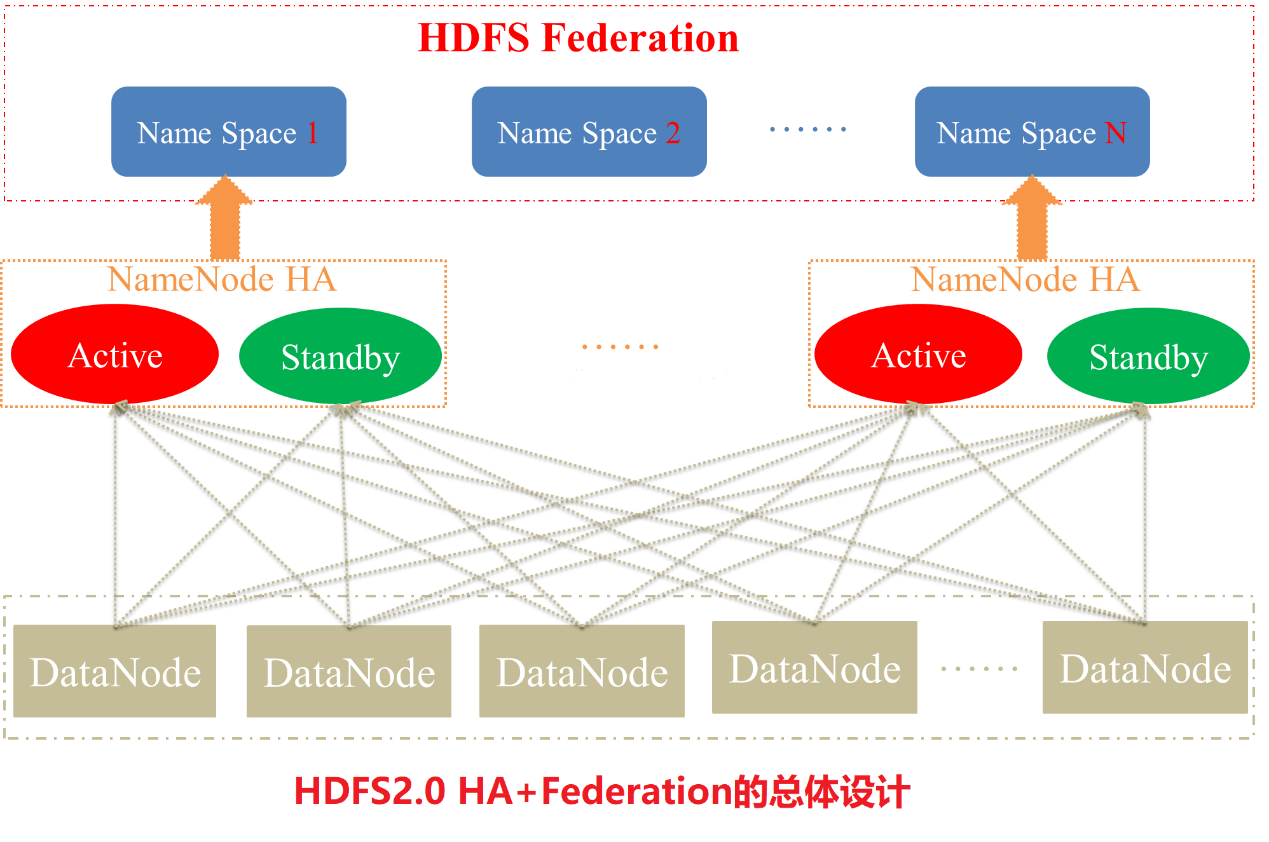 HDFS Federation
Name Space 1
Name Space 2
······
Name Space N
NameNode HA
NameNode HA
Active
Standby
······
Active
Standby
DataNode
DataNode
DataNode
DataNode
······
DataNode
HDFS2.0 HA+Federation的总体设计